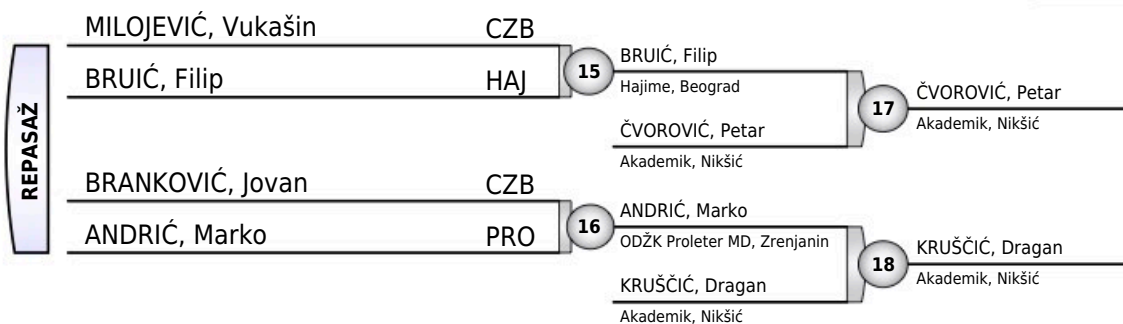 REPASAŽ
MILOJEVIĆ, Vukašin CZB
BRUIĆ, Filip HAJ
15
BRUIĆ, Filip
Hajime, Beograd
ČVOROVIĆ, Petar
Akademik, Nikšić
17
ČVOROVIĆ, Petar
Akademik, Nikšić
BRANKOVIĆ, Jovan CZB
ANDRIĆ, Marko PRO
16
ANDRIĆ, Marko
ODŽK Proleter MD, Zrenjanin
KRUŠČIĆ, Dragan
Akademik, Nikšić
18
KRUŠČIĆ, Dragan
Akademik, Nikšić